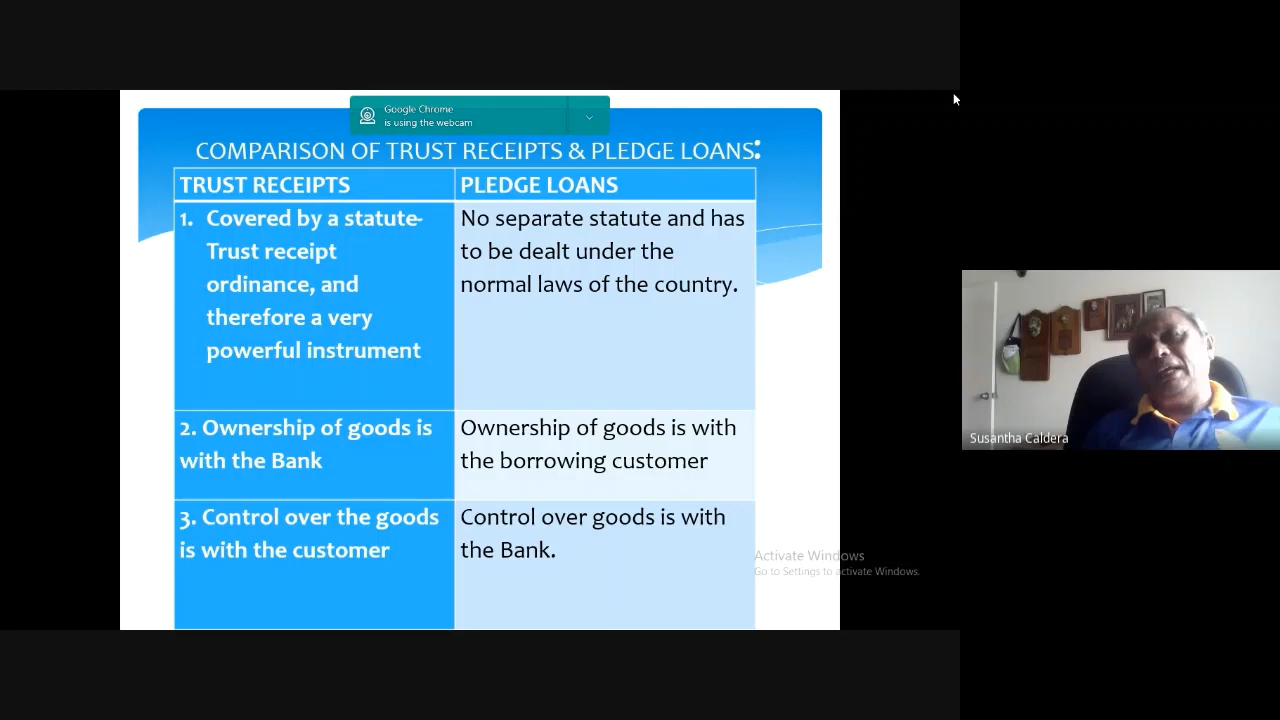 Google Chrome
is using the webcam
COMPARISON OF TRUST RECEIPTS & PLEDGE LOANS:
TRUST RECEIPTS
PLEDGE LOANS
1. Covered by a statute-
Trust receipt
ordinance, and
therefore a very
powerful instrument
No separate statute and has
to be dealt under the
normal laws of the country.
2. Ownership of goods is
with the Bank
Ownership of goods is with
the borrowing customer
3. Control over the goods
is with the customer
Control over goods is with
the Bank.
Activate Windows
Go to Settings to activate Windows.
Susantha Caldera